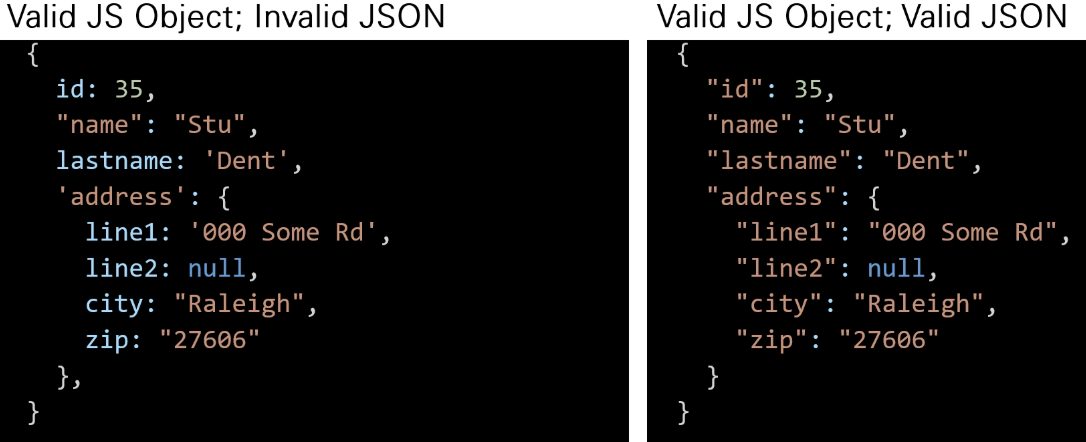 Valid JS Object; Invalid JSON
{
  id: 35,
  "name": "Stu",
  lastname: 'Dent',
  'address': {
    line1: '000 Some Rd',
    line2: null,
    city: "Raleigh",
    zip: "27606"
  },
}
Valid JS Object; Valid JSON
{
  "id": 35,
  "name": "Stu",
  "lastname": "Dent",
  "address": {
    "line1": "000 Some Rd",
    "line2": null,
    "city": "Raleigh",
    "zip": "27606"
  }
}